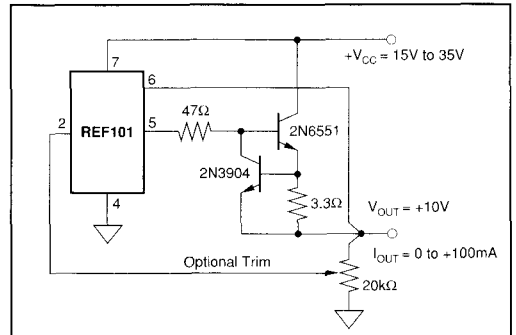 +V_CC = 15V to 35V
7
6
47Ω
2
REF101
5
2N6551
2N3904
3.3Ω
4
V_OUT = +10V
I_OUT = 0 to +100mA
Optional Trim
20kΩ